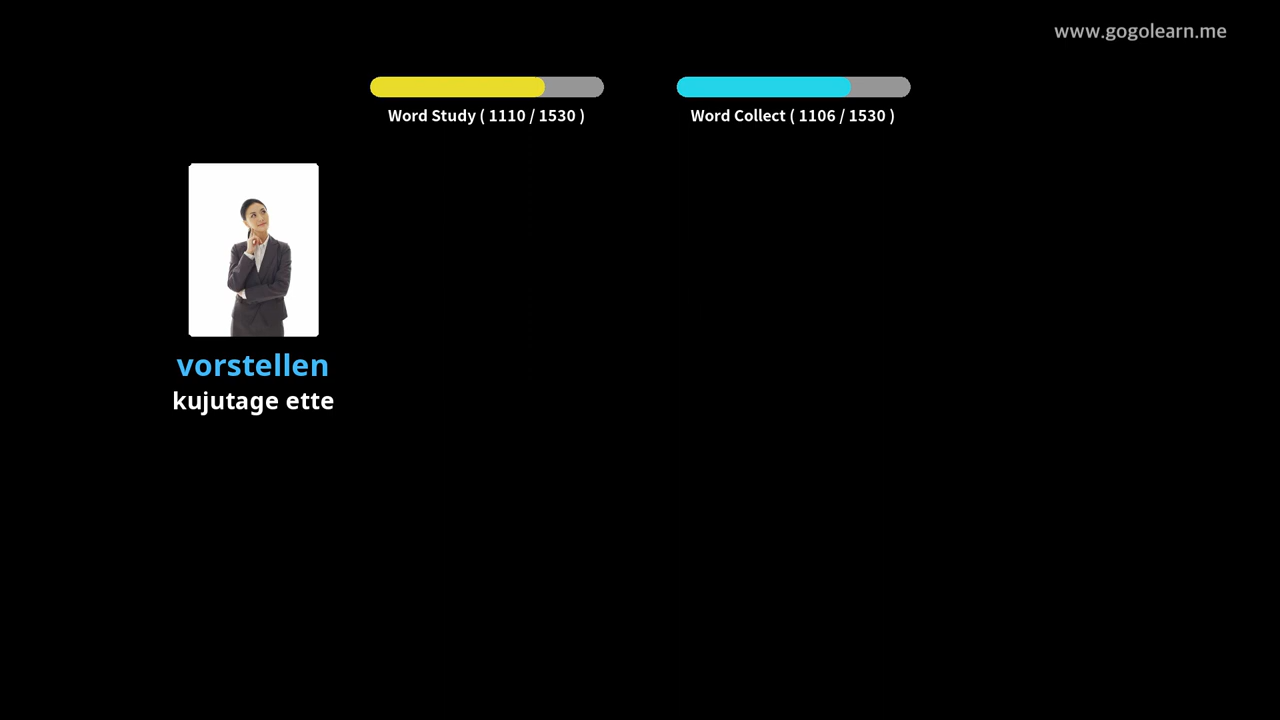 www.gogolearn.me
Word Study ( 1110 / 1530 )
Word Collect ( 1106 / 1530 )
vorstellen
kujutage ette